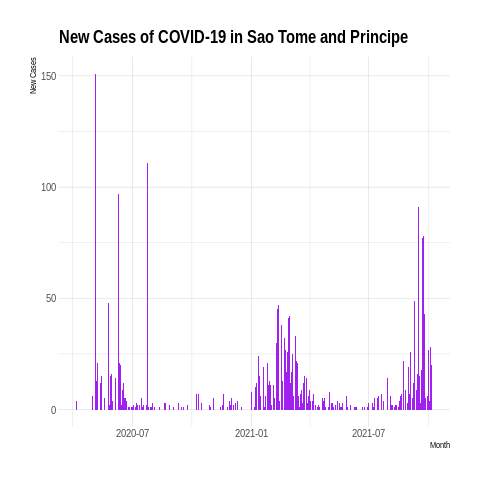 New Cases of COVID-19 in Sao Tome and Principe
New Cases
150
100
50
0
2020-07
2021-01
2021-07
Month